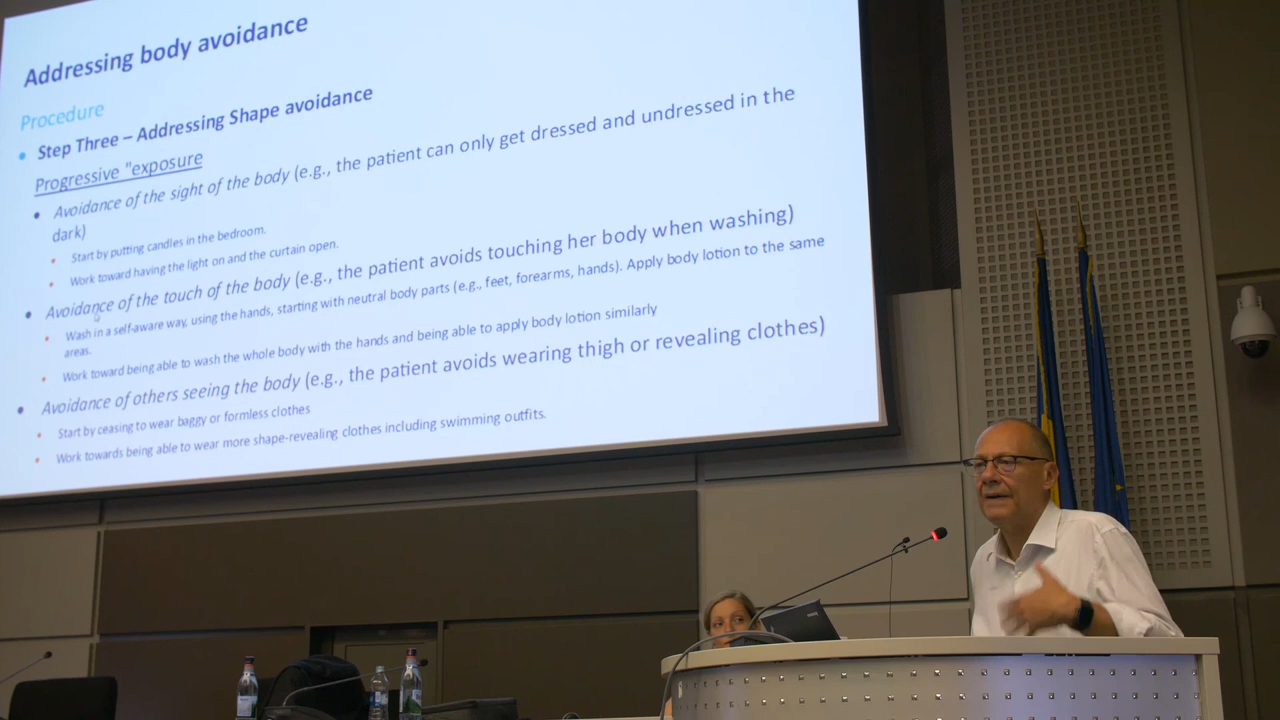 Addressing body avoidance
Procedure
• Step Three – Addressing Shape avoidance
Progressive "exposure
• Avoidance of the sight of the body (e.g., the patient can only get dressed and undressed in the
dark)
• Start by putting candles in the bedroom.
• Work toward having the light on and the curtain open.
• Avoidance of the touch of the body (e.g., the patient avoids touching her body when washing)
• Wash in a self-aware way, using the hands, starting with neutral body parts (e.g., feet, forearms, hands). Apply body lotion to the same
areas.
• Work toward being able to wash the whole body with the hands and being able to apply body lotion similarly
• Avoidance of others seeing the body (e.g., the patient avoids wearing thigh or revealing clothes)
• Start by ceasing to wear baggy or formless clothes
• Work towards being able to wear more shape-revealing clothes including swimming outfits.